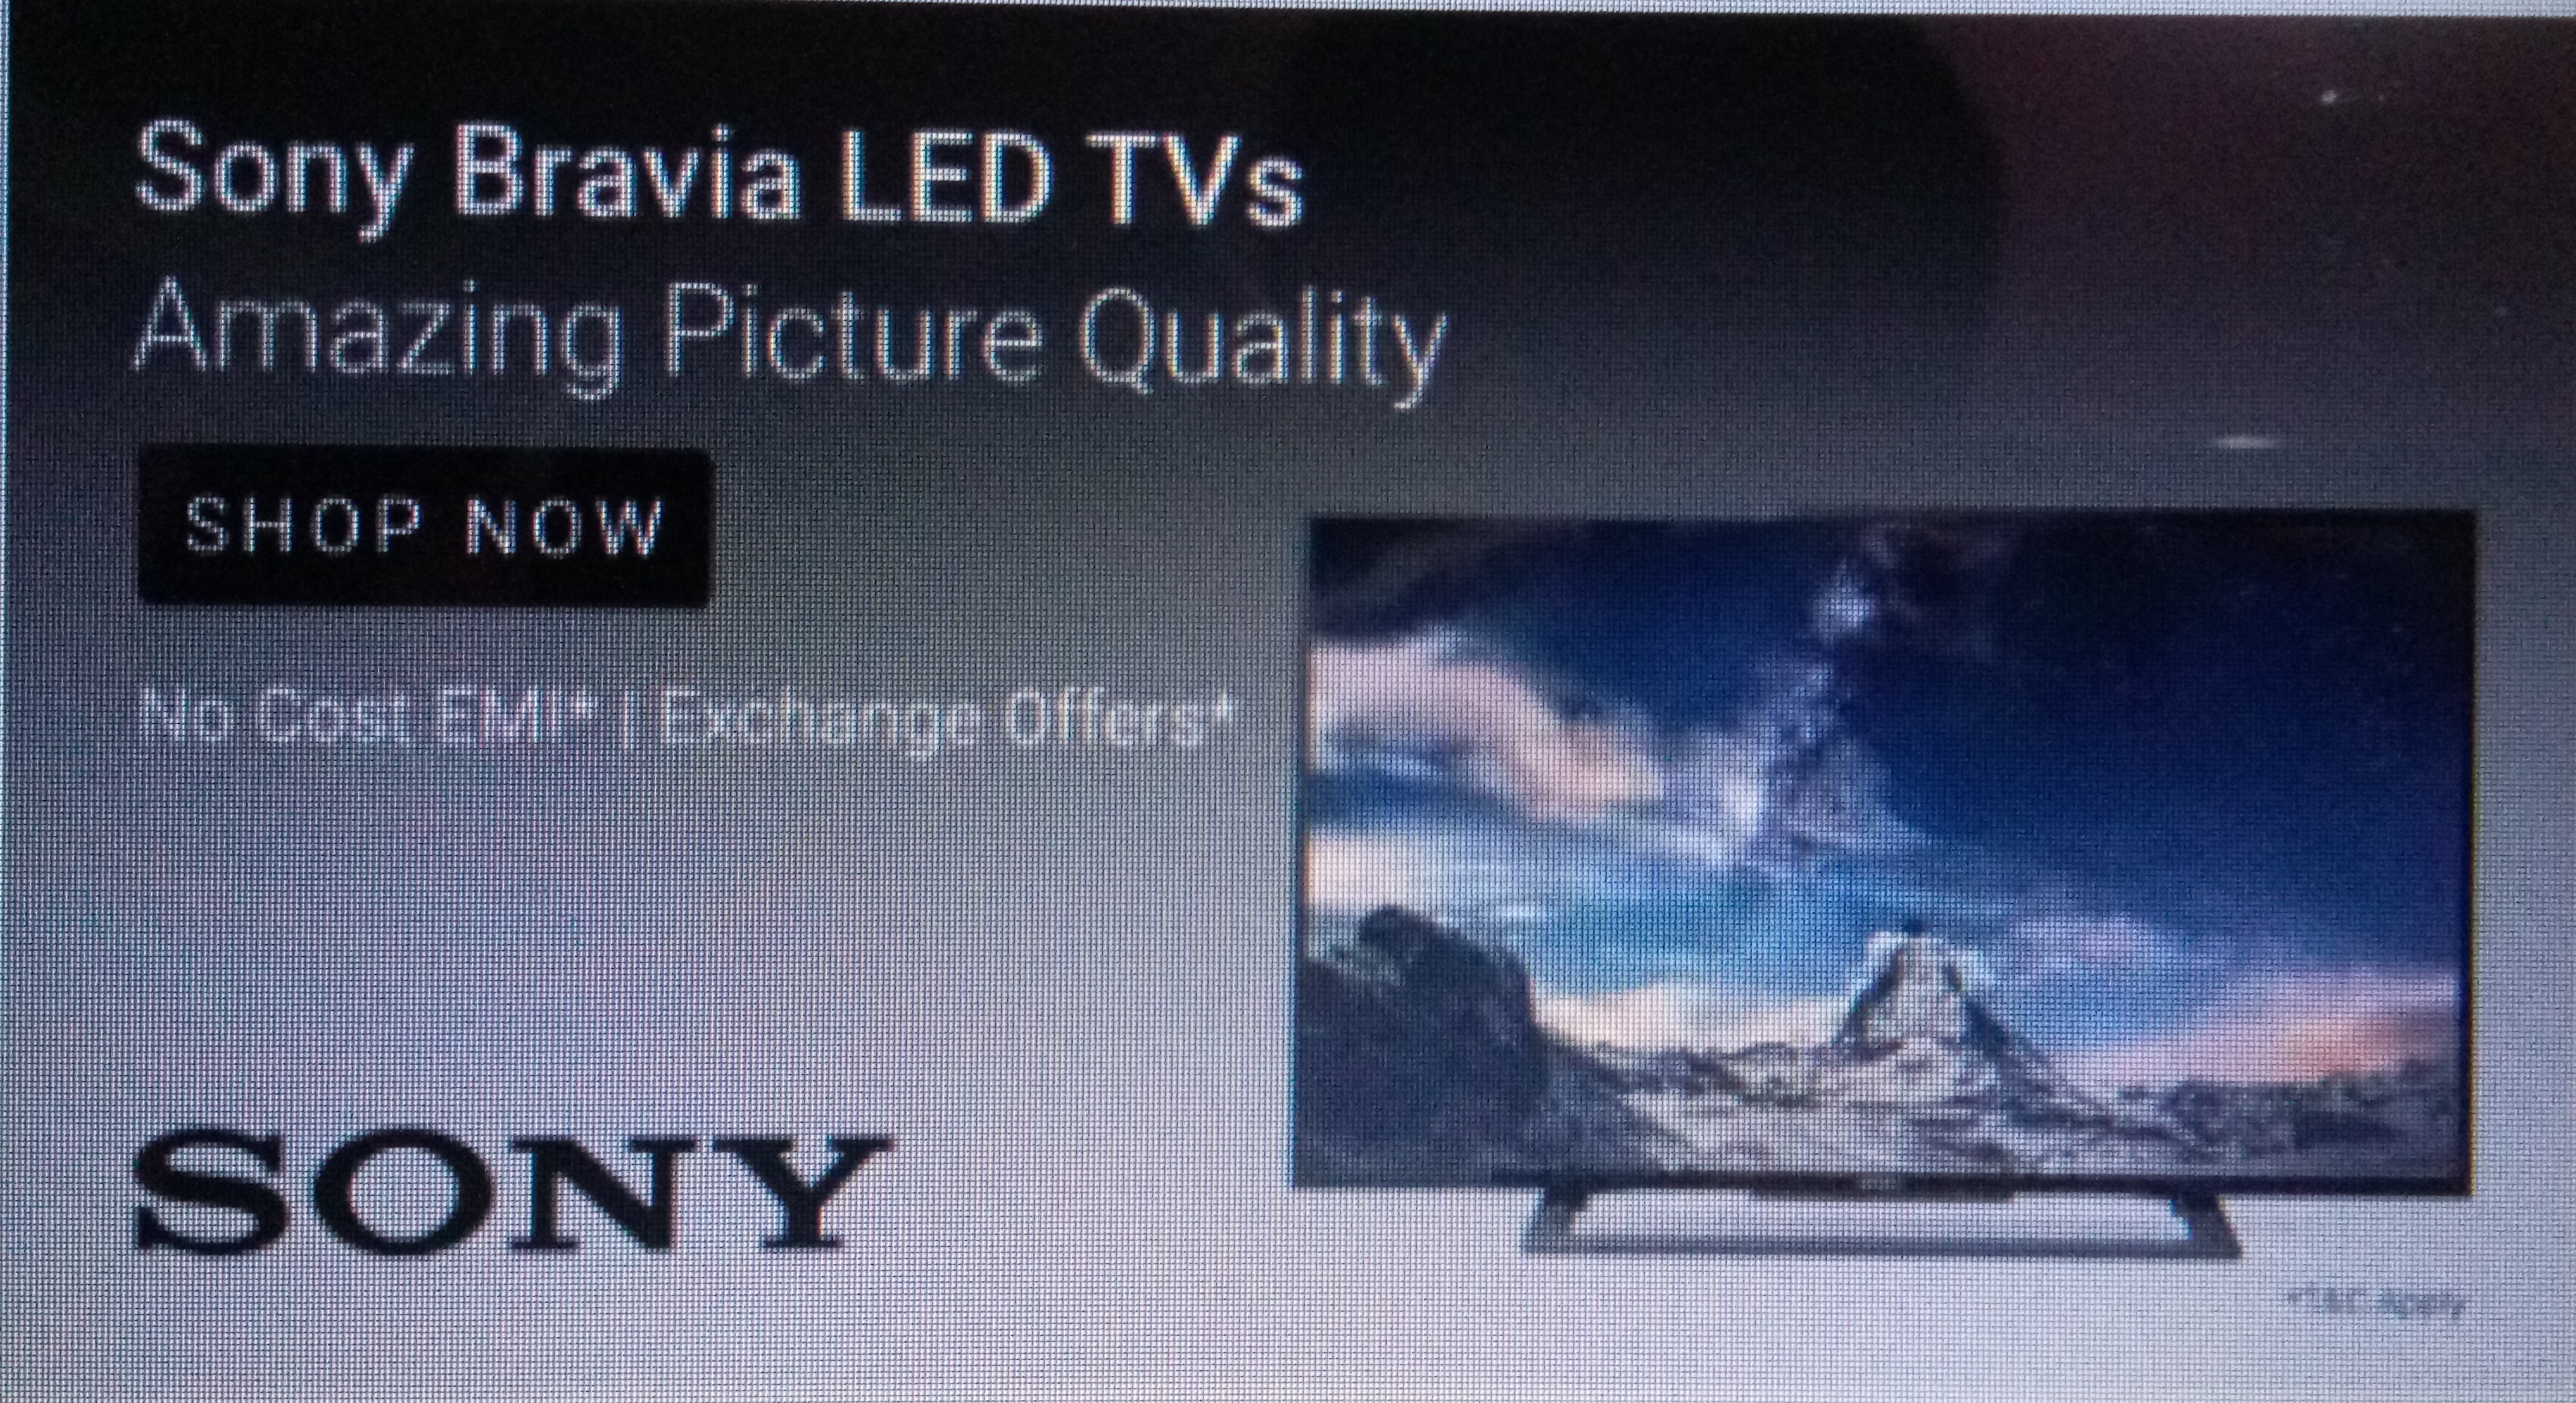 Sony Bravia LED TVs
Amazing Picture Quality
SHOP NOW
No Cost EMI* | Exchange Offers*
SONY
*T&C Apply